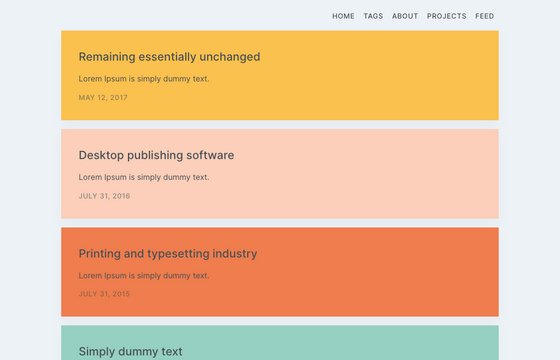 HOME TAGS ABOUT PROJECTS FEED
Remaining essentially unchanged
Lorem Ipsum is simply dummy text.
MAY 12, 2017
Desktop publishing software
Lorem Ipsum is simply dummy text.
JULY 31, 2016
Printing and typesetting industry
Lorem Ipsum is simply dummy text.
JULY 31, 2015
Simply dummy text